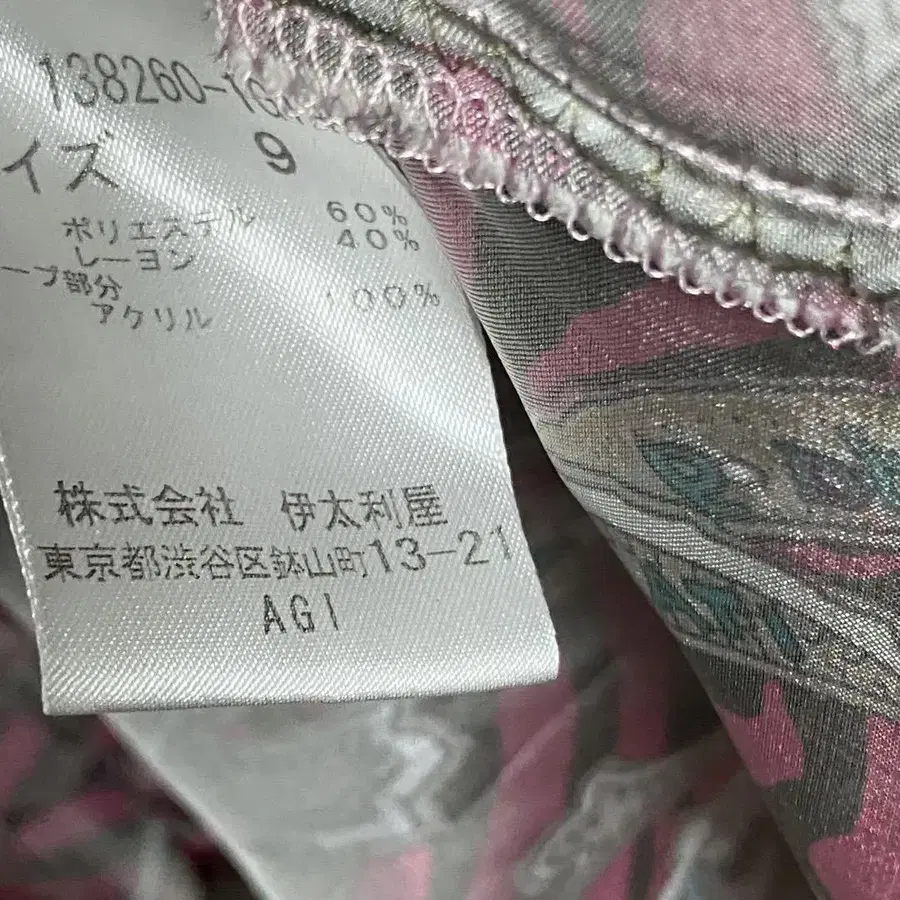 138260-1G
イズ 9
ポリエステル 60%
レーヨン 40%
ープ部分
アクリル 100%
株式会社 伊太利屋
東京都渋谷区鉢山町13-21
AGI